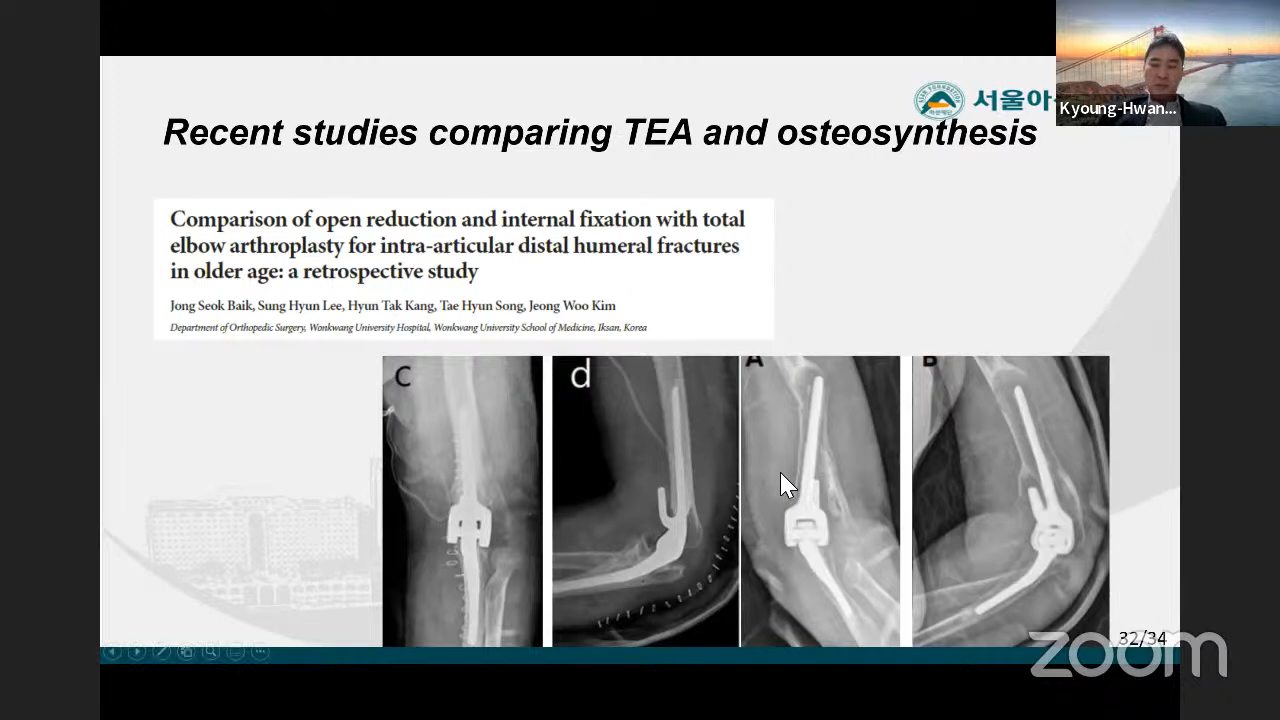 서울아
Kyoung-Hwan...
Recent studies comparing TEA and osteosynthesis
Comparison of open reduction and internal fixation with total
elbow arthroplasty for intra-articular distal humeral fractures
in older age: a retrospective study
Jong Seok Baik, Sung Hyun Lee, Hyun Tak Kang, Tae Hyun Song, Jeong Woo Kim
Department of Orthopedic Surgery, Wonkwang University Hospital, Wonkwang University School of Medicine, Iksan, Korea
C
d
A
B
32/34
zoom